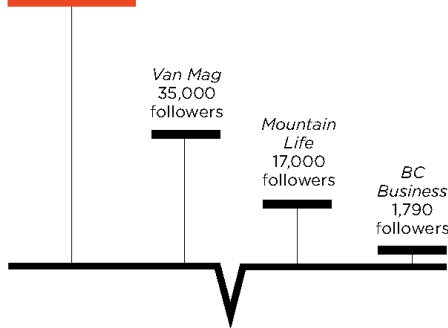 Van Mag
35,000
followers
Mountain
Life
17,000
followers
BC
Business
1,790
followers